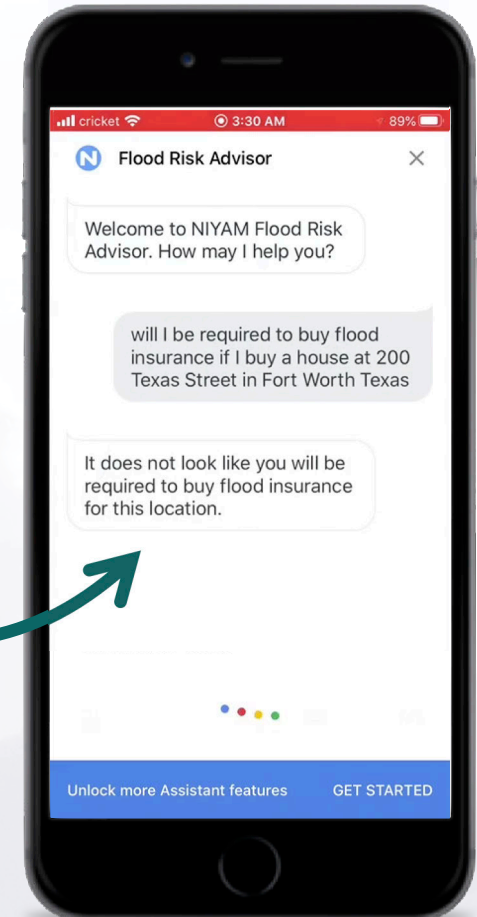 cricket 3:30 AM 89%
N Flood Risk Advisor
Welcome to NIYAM Flood Risk
Advisor. How may I help you?
will I be required to buy flood
insurance if I buy a house at 200
Texas Street in Fort Worth Texas
It does not look like you will be
required to buy flood insurance
for this location.
Unlock more Assistant features GET STARTED